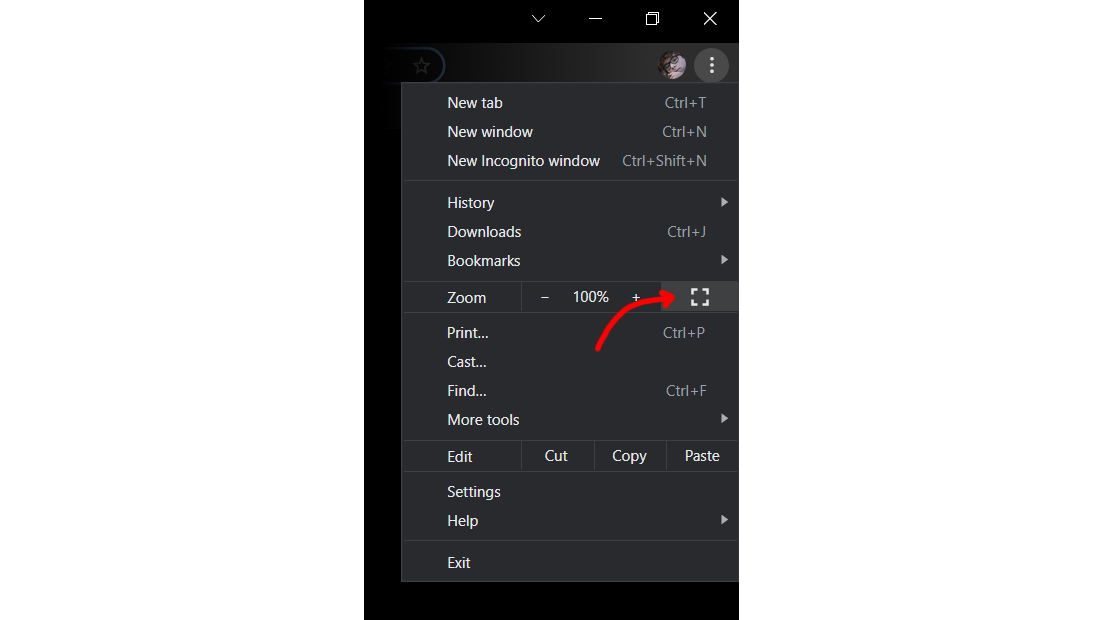 New tab Ctrl+T
New window Ctrl+N
New Incognito window Ctrl+Shift+N
History
Downloads Ctrl+J
Bookmarks
Zoom − 100% +
Print... Ctrl+P
Cast...
Find... Ctrl+F
More tools
Edit Cut Copy Paste
Settings
Help
Exit